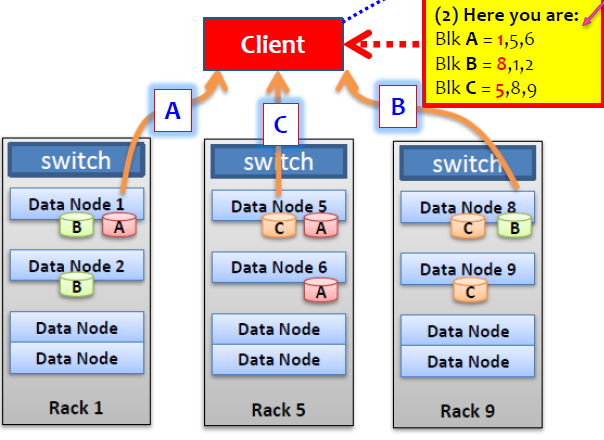 Client
(2) Here you are:
Blk A = 1,5,6
Blk B = 8,1,2
Blk C = 5,8,9
A
C
B
switch
Data Node 1
B
A
Data Node 2
B
Data Node
Data Node
Rack 1
switch
Data Node 5
C
A
Data Node 6
A
Data Node
Data Node
Rack 5
switch
Data Node 8
C
B
Data Node 9
C
Data Node
Data Node
Rack 9